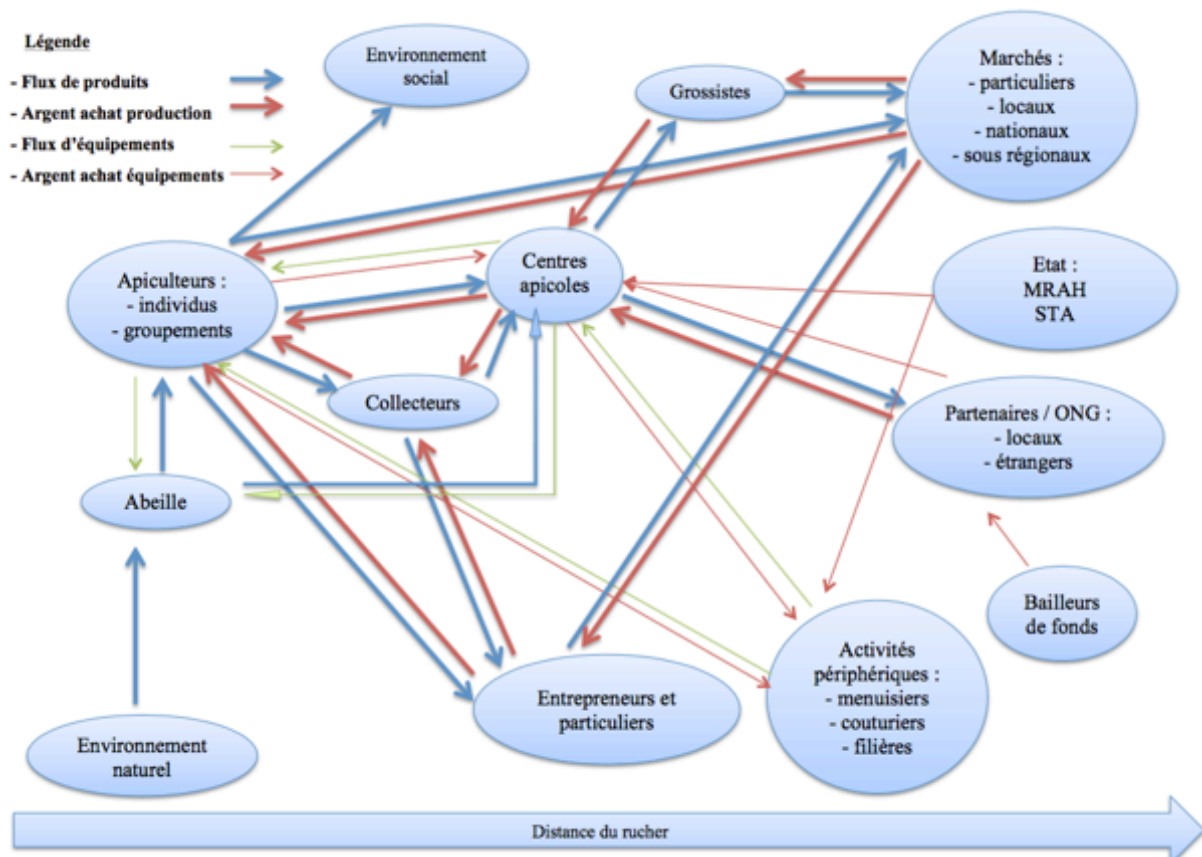 Légende
- Flux de produits
- Argent achat production
- Flux d'équipements
- Argent achat équipements
Environnement
social
Grossistes
Marchés :
- particuliers
- locaux
- nationaux
- sous régionaux
Apiculteurs :
- individus
- groupements
Centres
apicoles
Etat :
MRAH
STA
Collecteurs
Partenaires / ONG :
- locaux
- étrangers
Abeille
Bailleurs
de fonds
Entrepreneurs et
particuliers
Activités
périphériques :
- menuisiers
- couturiers
- filières
Environnement
naturel
Distance du rucher